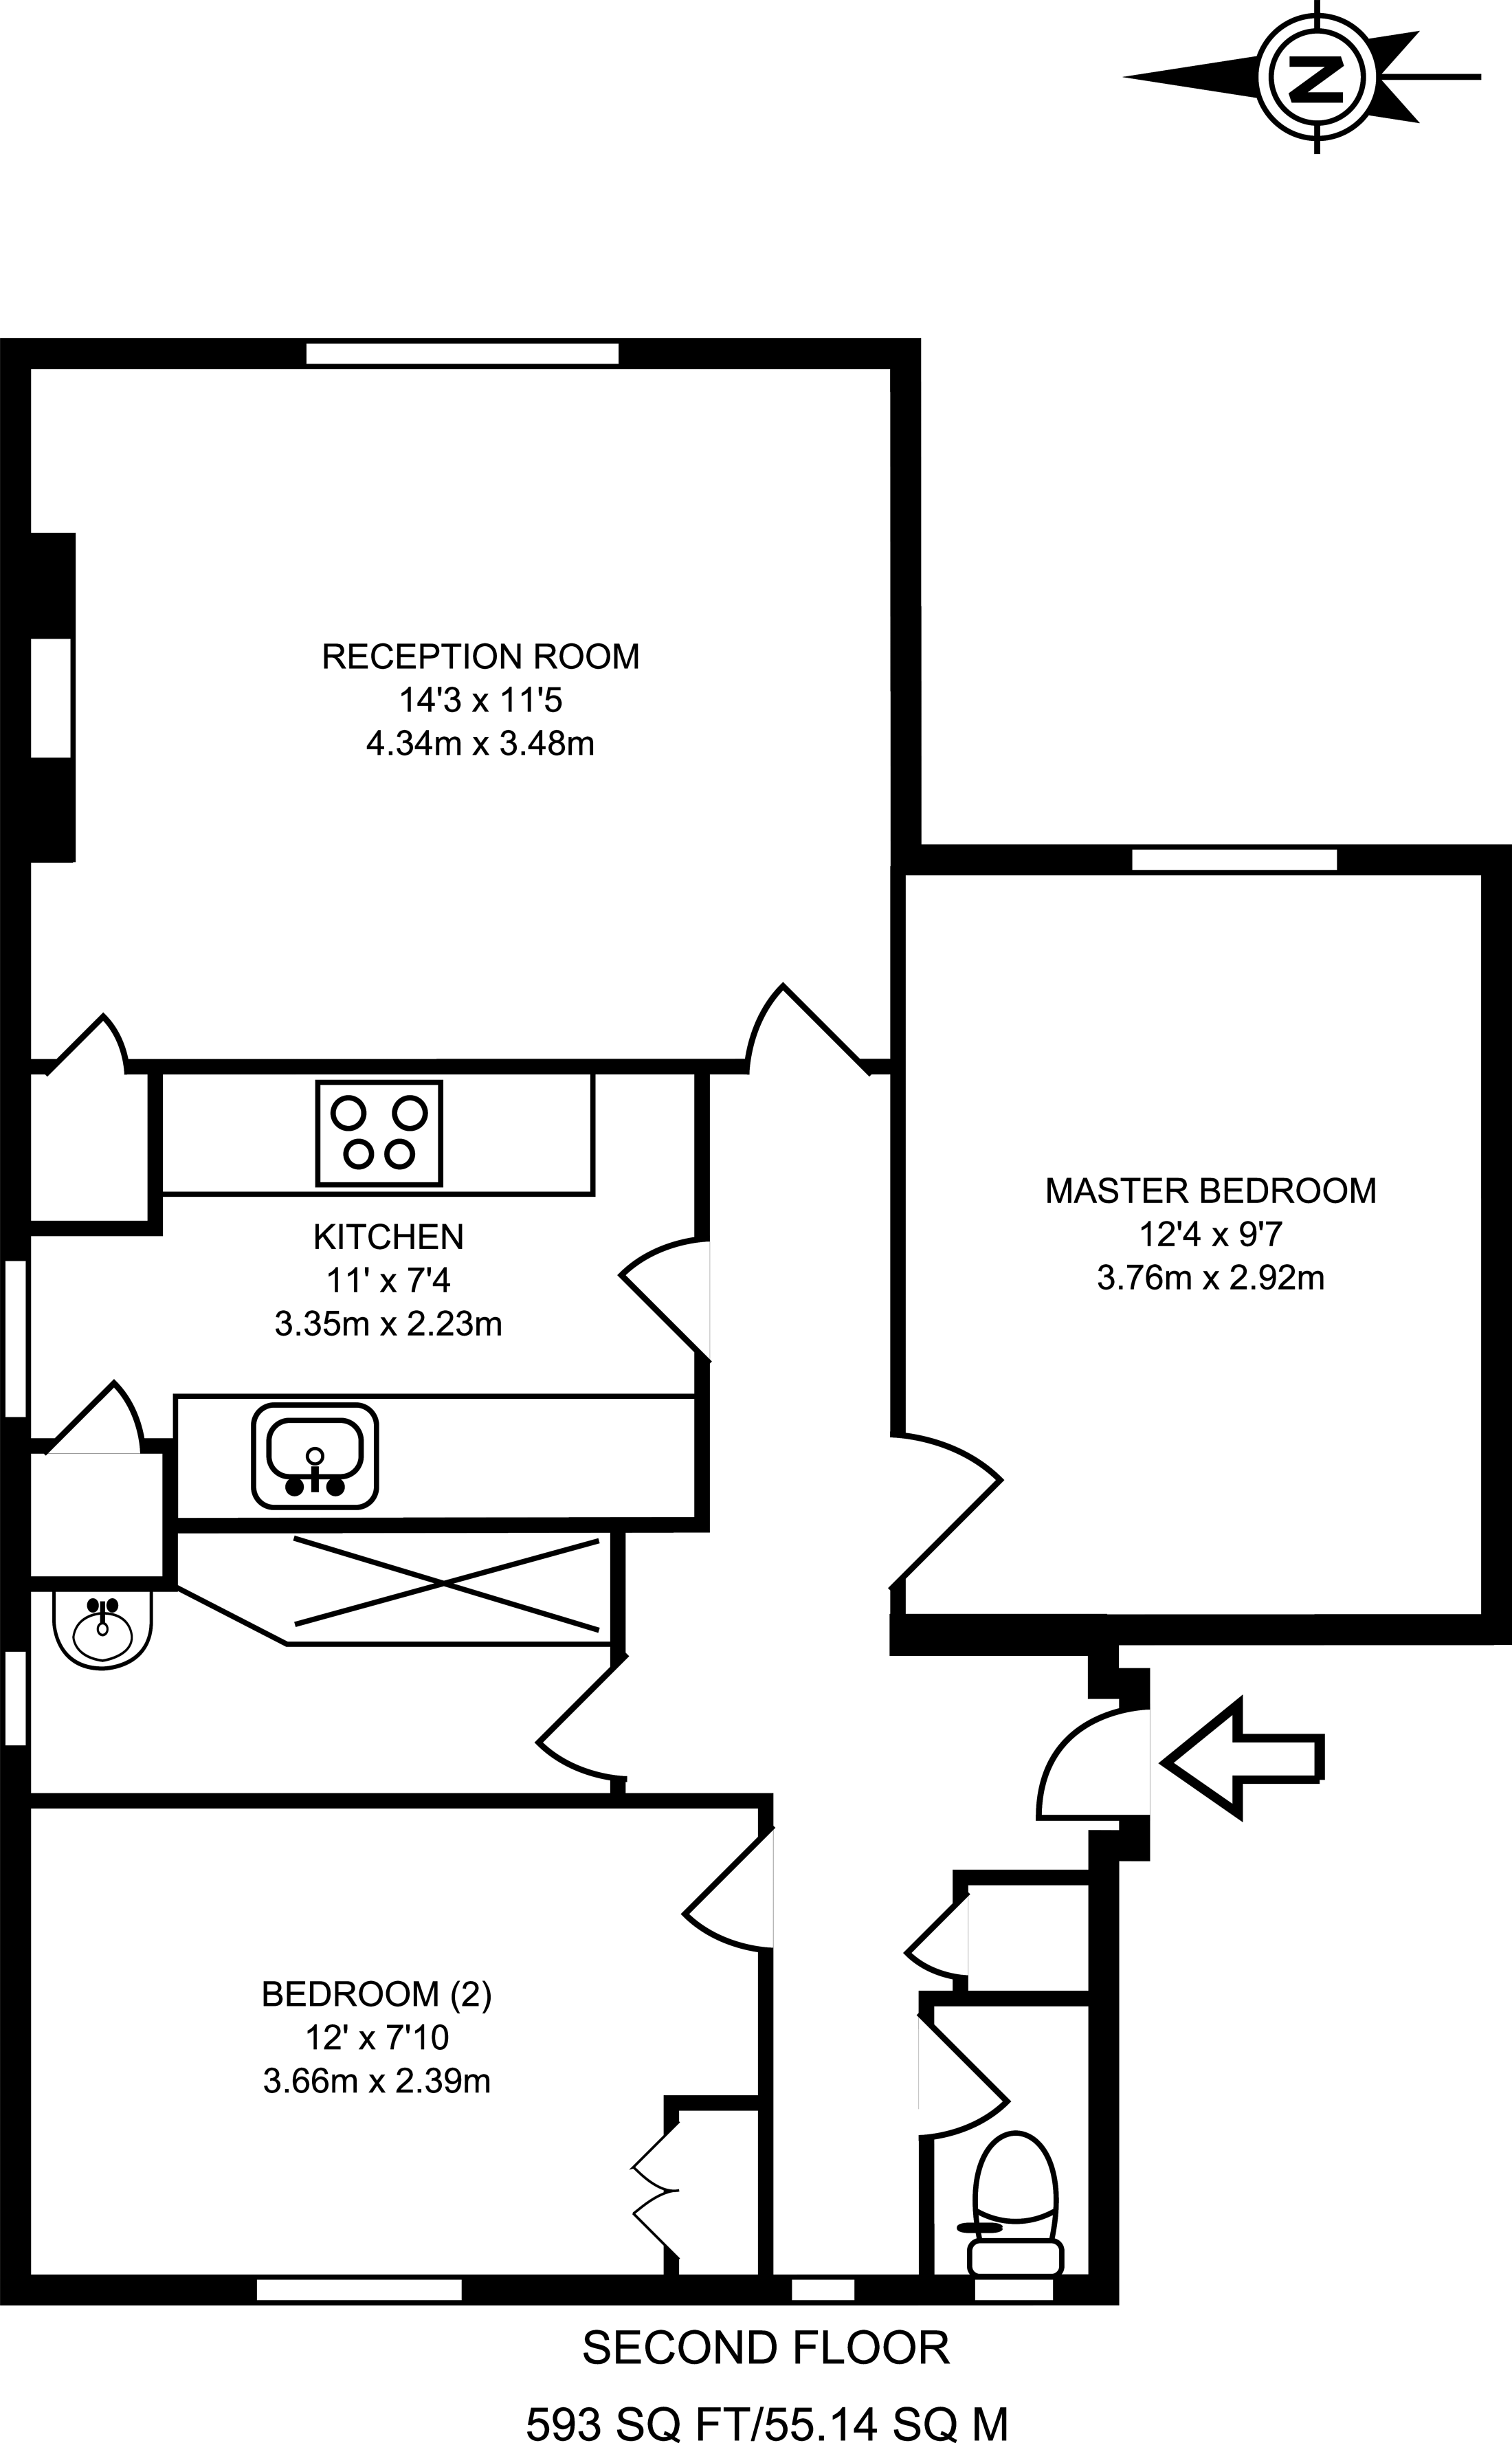 N
RECEPTION ROOM
14'3 x 11'5
4.34m x 3.48m
MASTER BEDROOM
12'4 x 9'7
3.76m x 2.92m
KITCHEN
11' x 7'4
3.35m x 2.23m
BEDROOM (2)
12' x 7'10
3.66m x 2.39m
SECOND FLOOR
593 SQ FT/55.14 SQ M